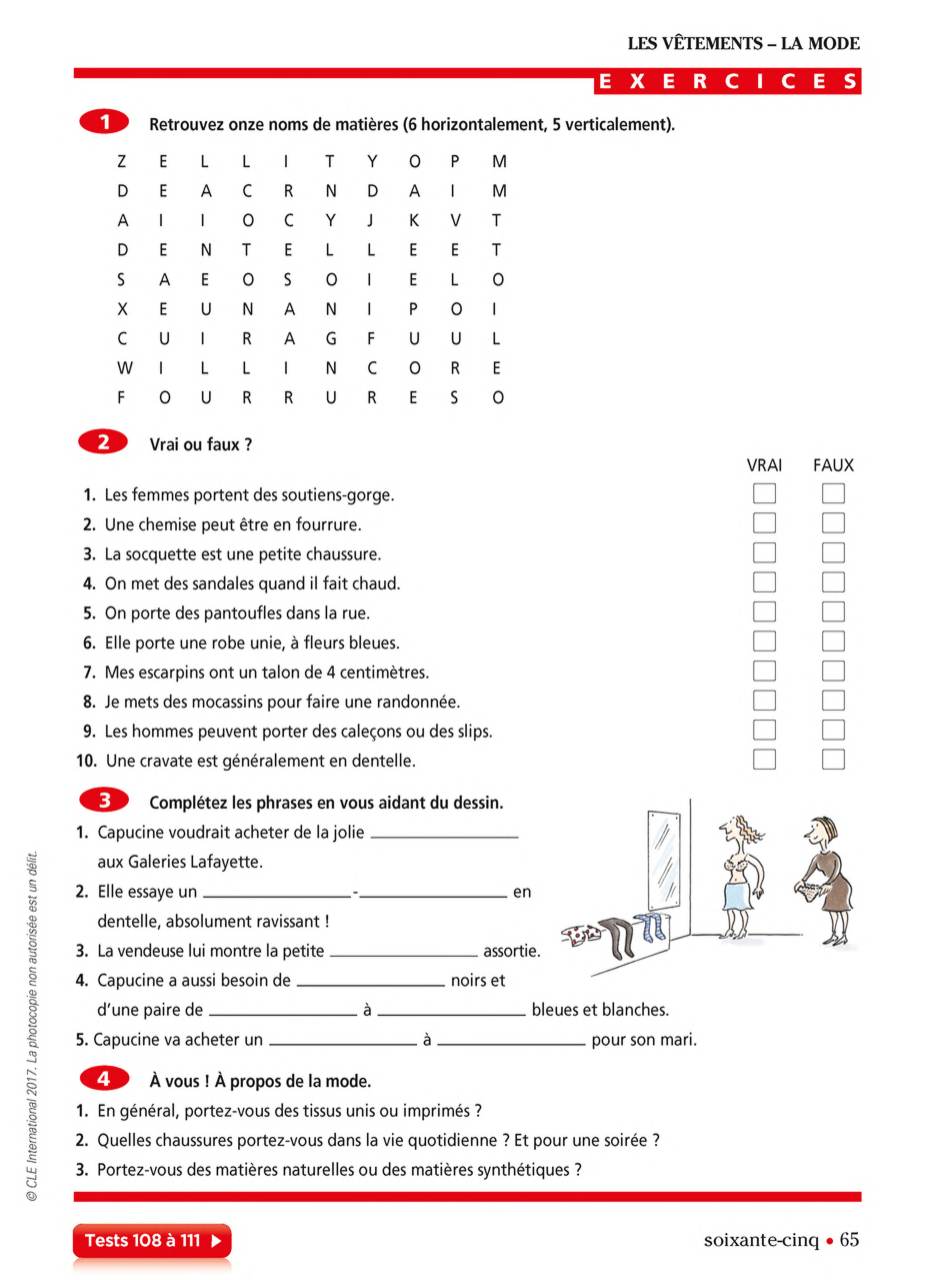 LES VÊTEMENTS – LA MODE
EXERCICES
1 Retrouvez onze noms de matières (6 horizontalement, 5 verticalement).
Z E L L I T Y O P M
D E A C R N D A I M
A I I O C Y J K V T
D E N T E L L E E T
S A E O S O I E L O
X E U N A N I P O I
C U I R A G F U U L
W I L L I N C O R E
F O U R R U R E S O
2 Vrai ou faux ?
VRAI FAUX
1. Les femmes portent des soutiens-gorge.
2. Une chemise peut être en fourrure.
3. La socquette est une petite chaussure.
4. On met des sandales quand il fait chaud.
5. On porte des pantoufles dans la rue.
6. Elle porte une robe unie, à fleurs bleues.
7. Mes escarpins ont un talon de 4 centimètres.
8. Je mets des mocassins pour faire une randonnée.
9. Les hommes peuvent porter des caleçons ou des slips.
10. Une cravate est généralement en dentelle.
3 Complétez les phrases en vous aidant du dessin.
1. Capucine voudrait acheter de la jolie ________
aux Galeries Lafayette.
2. Elle essaye un ________-________ en
dentelle, absolument ravissant !
3. La vendeuse lui montre la petite ________ assortie.
4. Capucine a aussi besoin de ________ noirs et
d'une paire de ________ à ________ bleues et blanches.
5. Capucine va acheter un ________ à ________ pour son mari.
4 À vous ! À propos de la mode.
1. En général, portez-vous des tissus unis ou imprimés ?
2. Quelles chaussures portez-vous dans la vie quotidienne ? Et pour une soirée ?
3. Portez-vous des matières naturelles ou des matières synthétiques ?
© CLE International 2017. La photocopie non autorisée est un délit.
Tests 108 à 111
soixante-cinq • 65